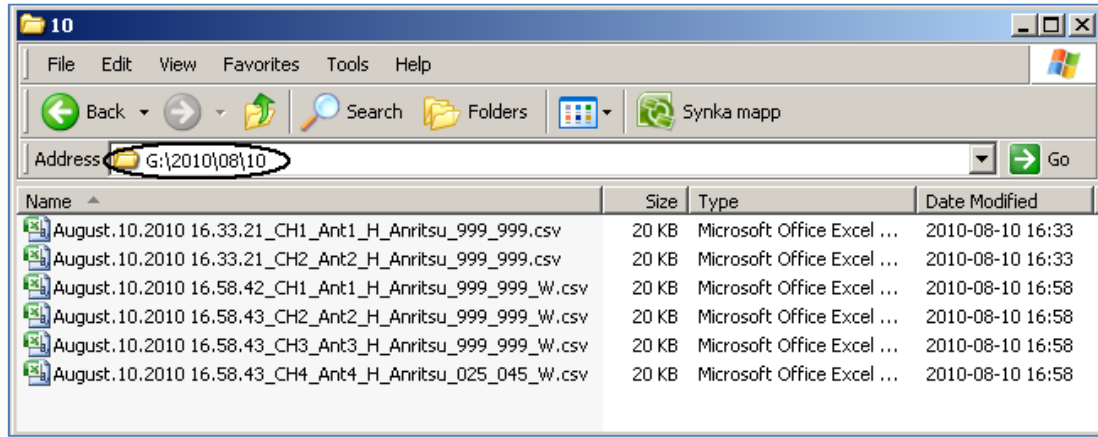 10
File Edit View Favorites Tools Help
Back Search Folders Synka mapp
Address G:\2010\08\10 Go
Name Size Type Date Modified
August.10.2010 16.33.21_CH1_Ant1_H_Anritsu_999_999.csv 20 KB Microsoft Office Excel ... 2010-08-10 16:33
August.10.2010 16.33.21_CH2_Ant2_H_Anritsu_999_999.csv 20 KB Microsoft Office Excel ... 2010-08-10 16:33
August.10.2010 16.58.42_CH1_Ant1_H_Anritsu_999_999_W.csv 20 KB Microsoft Office Excel ... 2010-08-10 16:58
August.10.2010 16.58.43_CH2_Ant2_H_Anritsu_999_999_W.csv 20 KB Microsoft Office Excel ... 2010-08-10 16:58
August.10.2010 16.58.43_CH3_Ant3_H_Anritsu_999_999_W.csv 20 KB Microsoft Office Excel ... 2010-08-10 16:58
August.10.2010 16.58.43_CH4_Ant4_H_Anritsu_025_045_W.csv 20 KB Microsoft Office Excel ... 2010-08-10 16:58